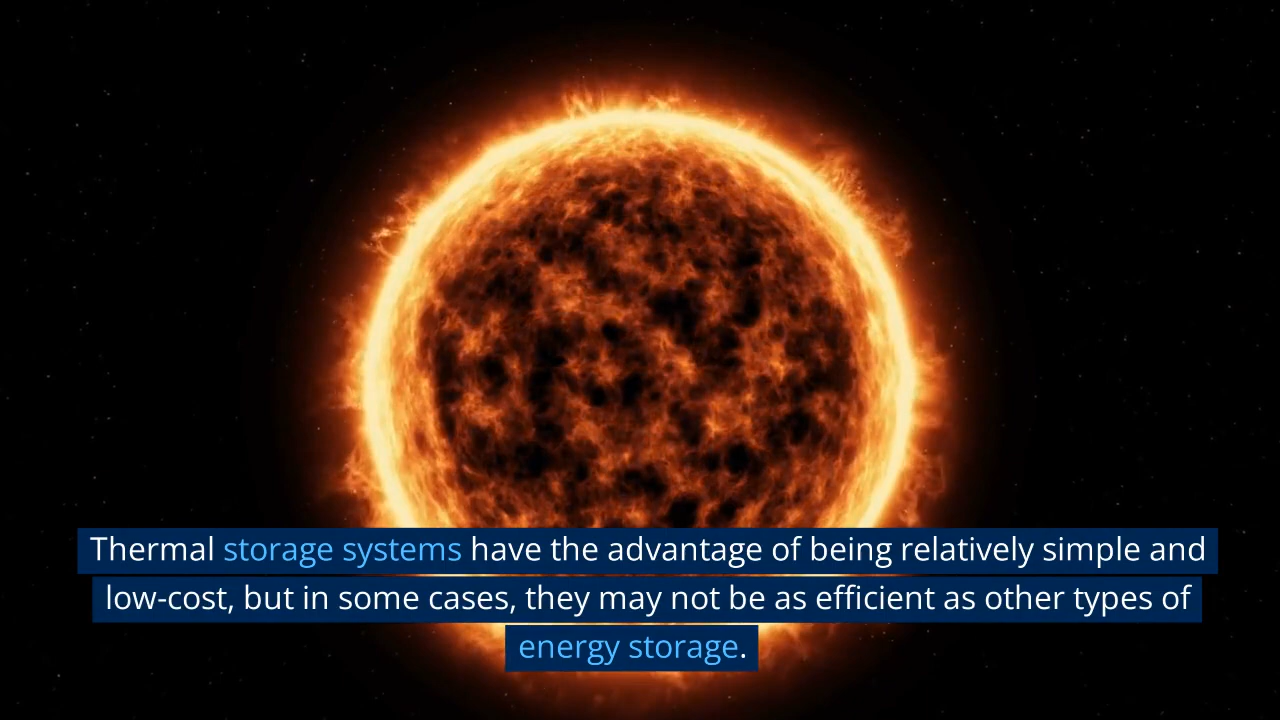 Thermal storage systems have the advantage of being relatively simple and
low-cost, but in some cases, they may not be as efficient as other types of
energy storage.